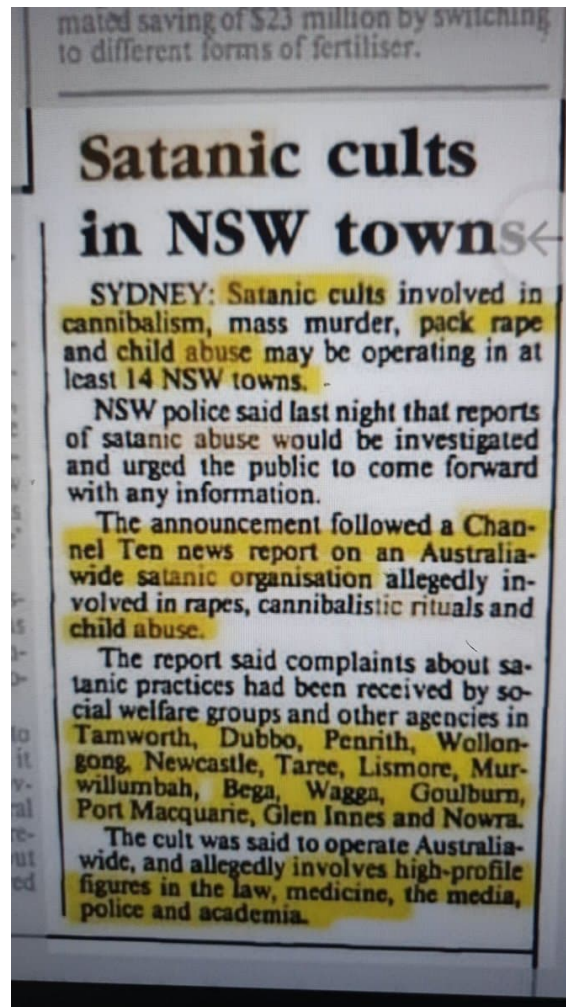 mated saving of $23 million by switching
to different forms of fertiliser.
Satanic cults
in NSW towns
SYDNEY: Satanic cults involved in
cannibalism, mass murder, pack rape
and child abuse may be operating in at
least 14 NSW towns.
NSW police said last night that reports
of satanic abuse would be investigated
and urged the public to come forward
with any information.
The announcement followed a Chan-
nel Ten news report on an Australia-
wide satanic organisation allegedly in-
volved in rapes, cannibalistic rituals and
child abuse.
The report said complaints about sa-
tanic practices had been received by so-
cial welfare groups and other agencies in
Tamworth, Dubbo, Penrith, Wollon-
gong, Newcastle, Taree, Lismore, Mur-
willumbah, Bega, Wagga, Goulburn,
Port Macquarie, Glen Innes and Nowra.
The cult was said to operate Australia-
wide, and allegedly involves high-profile
figures in the law, medicine, the media,
police and academia.